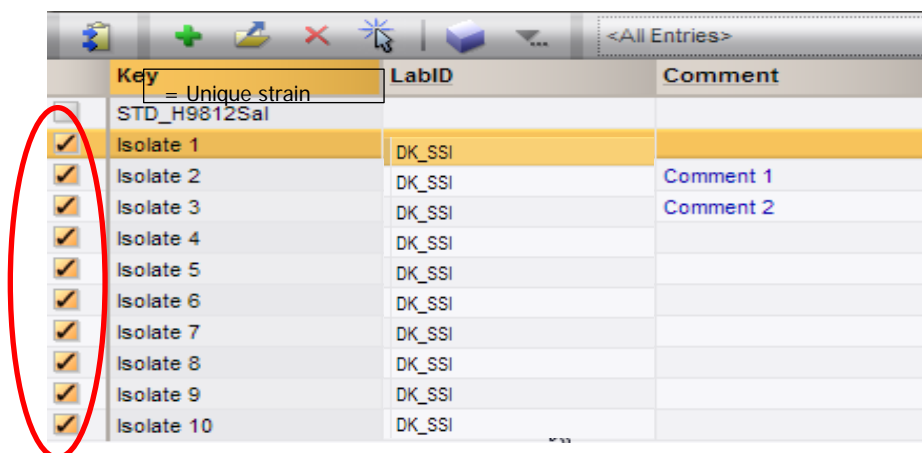 <All Entries>
Key LabID Comment
= Unique strain
STD_H9812Sal
Isolate 1 DK_SSI
Isolate 2 DK_SSI Comment 1
Isolate 3 DK_SSI Comment 2
Isolate 4 DK_SSI
Isolate 5 DK_SSI
Isolate 6 DK_SSI
Isolate 7 DK_SSI
Isolate 8 DK_SSI
Isolate 9 DK_SSI
Isolate 10 DK_SSI